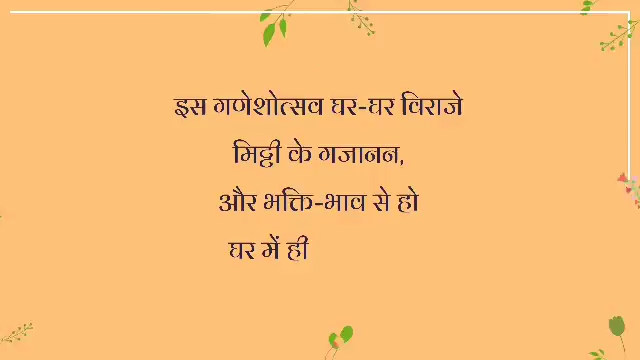 इस गणेशोत्सव घर-घर विराजे
मिट्टी के गजानन,
और भक्ति-भाव से हो
घर में ही